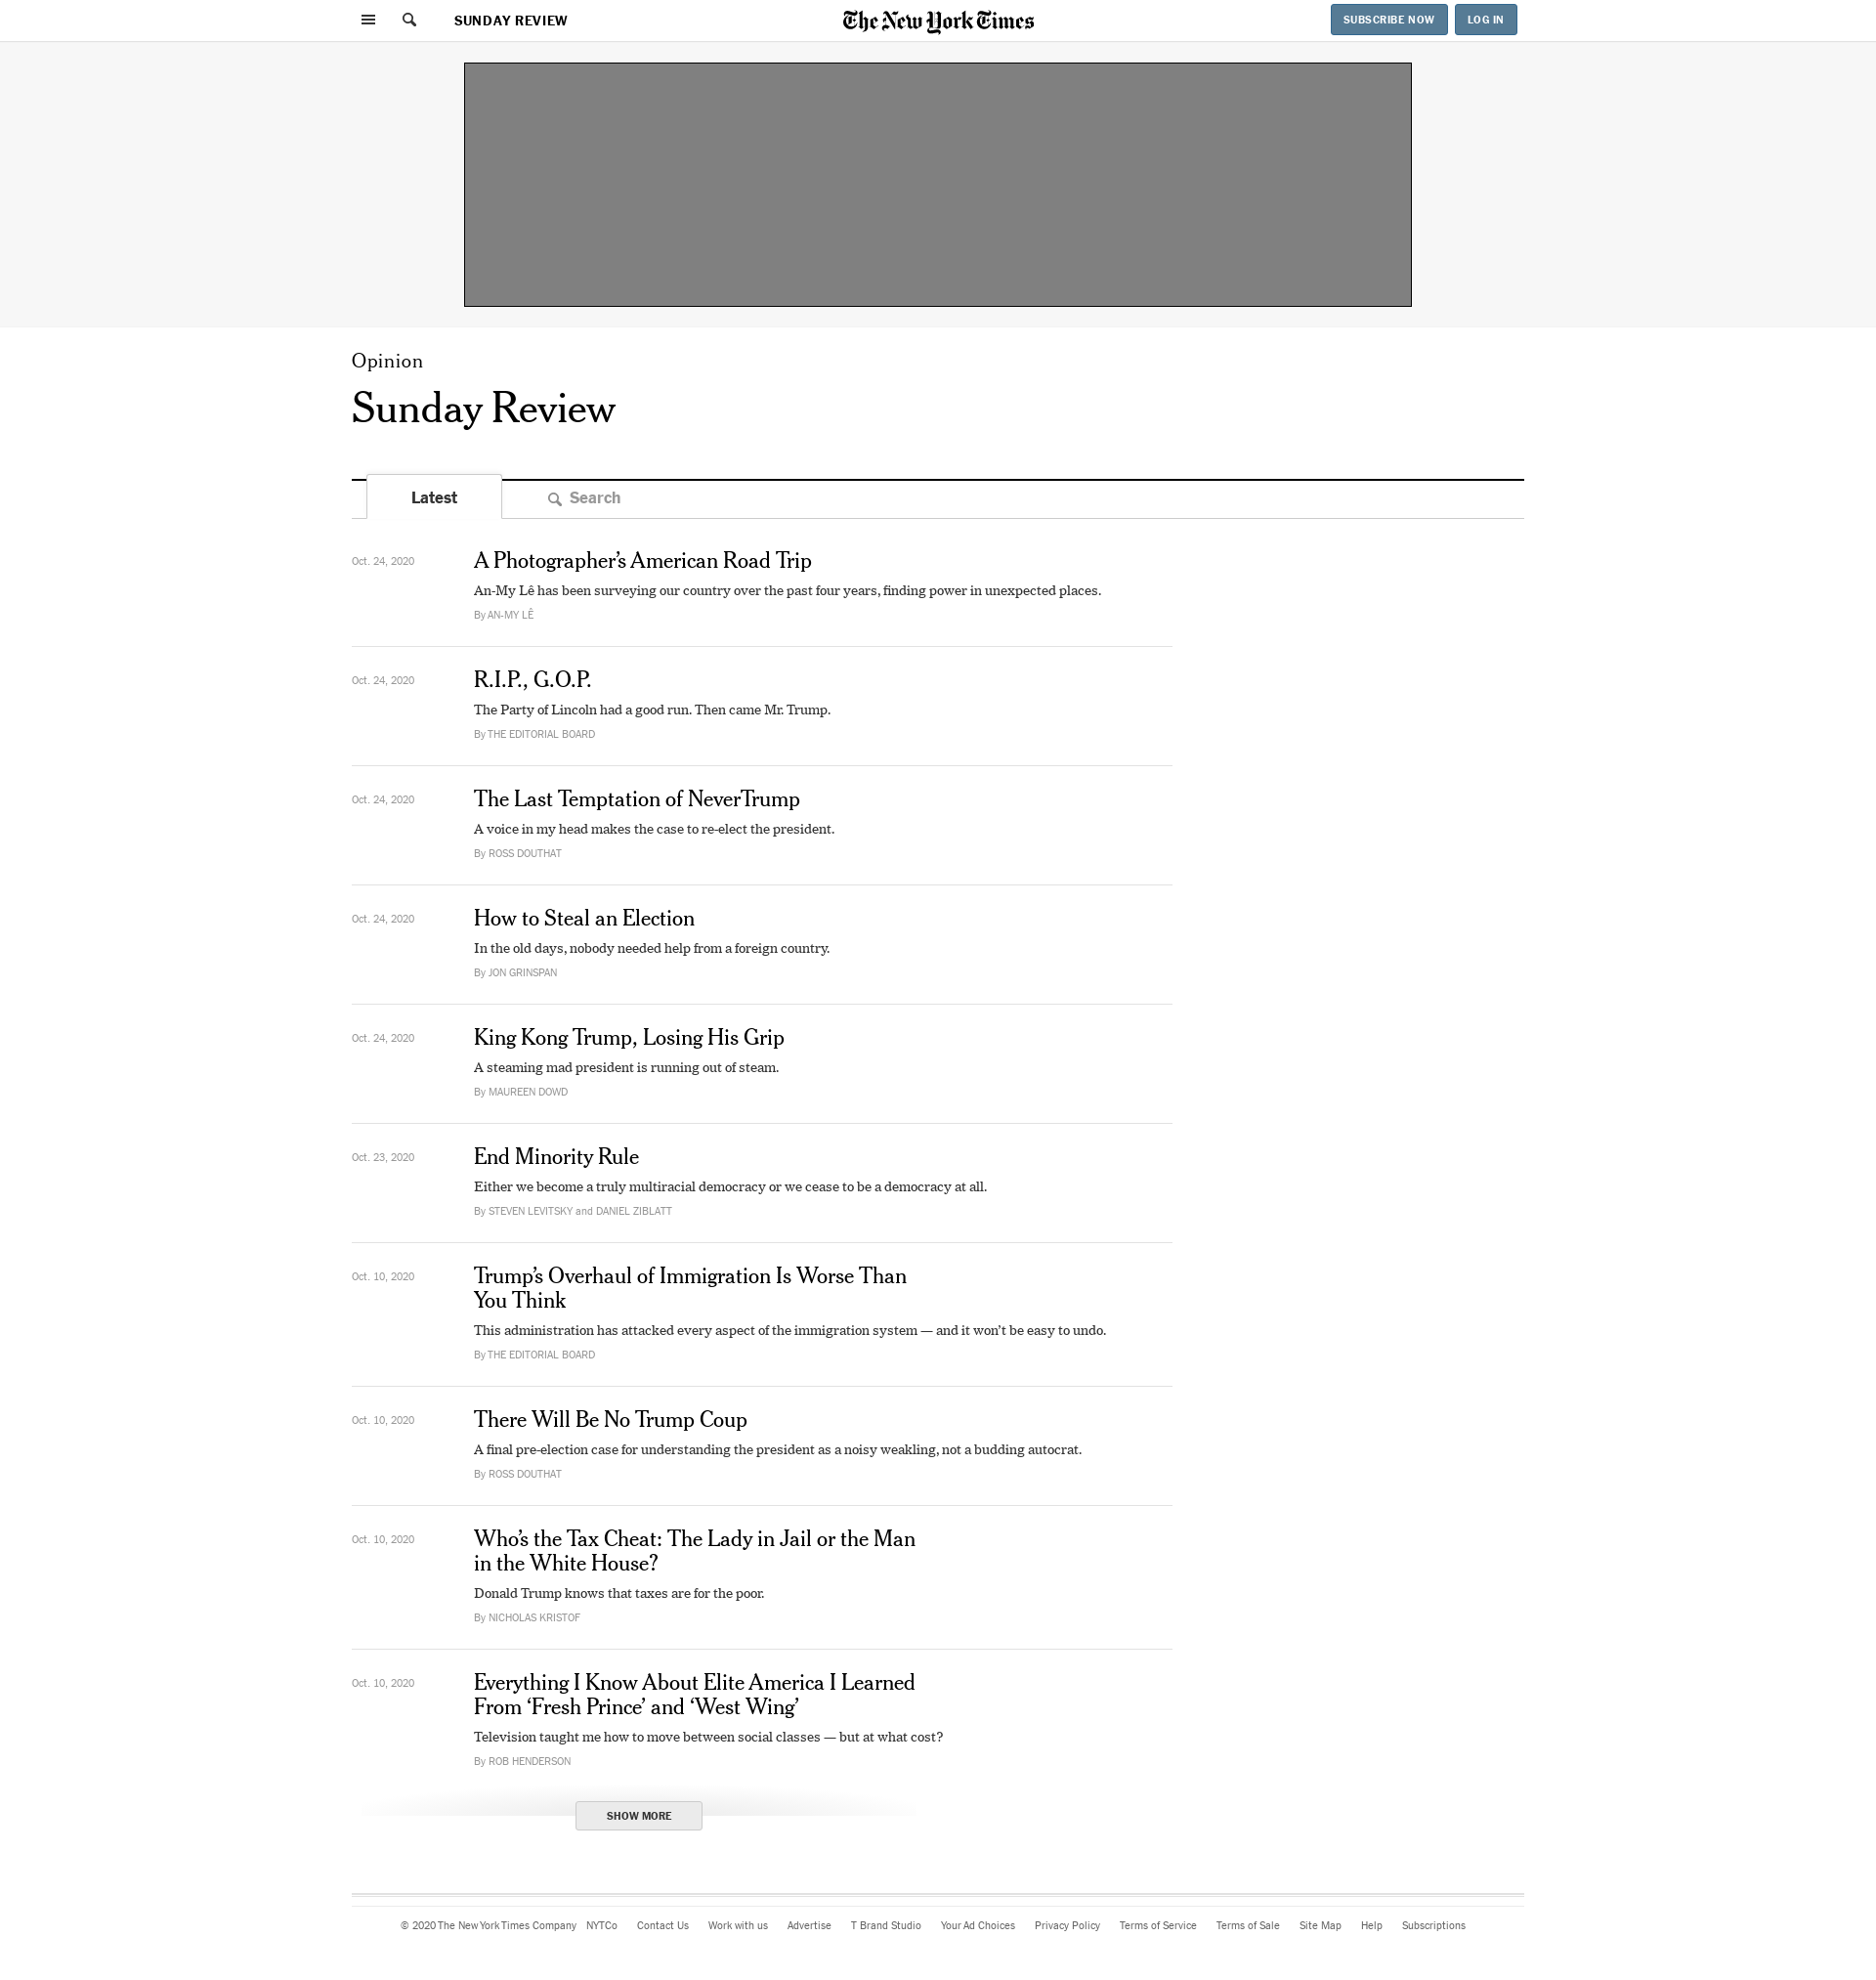 SUNDAY REVIEW
The New York Times
SUBSCRIBE NOW
LOG IN
Opinion
Sunday Review
Latest
Search
Oct. 24, 2020
A Photographer’s American Road Trip
An-My Lê has been surveying our country over the past four years, finding power in unexpected places.
By AN-MY LÊ
Oct. 24, 2020
R.I.P., G.O.P.
The Party of Lincoln had a good run. Then came Mr. Trump.
By THE EDITORIAL BOARD
Oct. 24, 2020
The Last Temptation of NeverTrump
A voice in my head makes the case to re-elect the president.
By ROSS DOUTHAT
Oct. 24, 2020
How to Steal an Election
In the old days, nobody needed help from a foreign country.
By JON GRINSPAN
Oct. 24, 2020
King Kong Trump, Losing His Grip
A steaming mad president is running out of steam.
By MAUREEN DOWD
Oct. 23, 2020
End Minority Rule
Either we become a truly multiracial democracy or we cease to be a democracy at all.
By STEVEN LEVITSKY and DANIEL ZIBLATT
Oct. 10, 2020
Trump’s Overhaul of Immigration Is Worse Than
You Think
This administration has attacked every aspect of the immigration system — and it won’t be easy to undo.
By THE EDITORIAL BOARD
Oct. 10, 2020
There Will Be No Trump Coup
A final pre-election case for understanding the president as a noisy weakling, not a budding autocrat.
By ROSS DOUTHAT
Oct. 10, 2020
Who’s the Tax Cheat: The Lady in Jail or the Man
in the White House?
Donald Trump knows that taxes are for the poor.
By NICHOLAS KRISTOF
Oct. 10, 2020
Everything I Know About Elite America I Learned
From ‘Fresh Prince’ and ‘West Wing’
Television taught me how to move between social classes — but at what cost?
By ROB HENDERSON
SHOW MORE
© 2020 The New York Times Company NYTCo Contact Us Work with us Advertise T Brand Studio Your Ad Choices Privacy Policy Terms of Service Terms of Sale Site Map Help Subscriptions